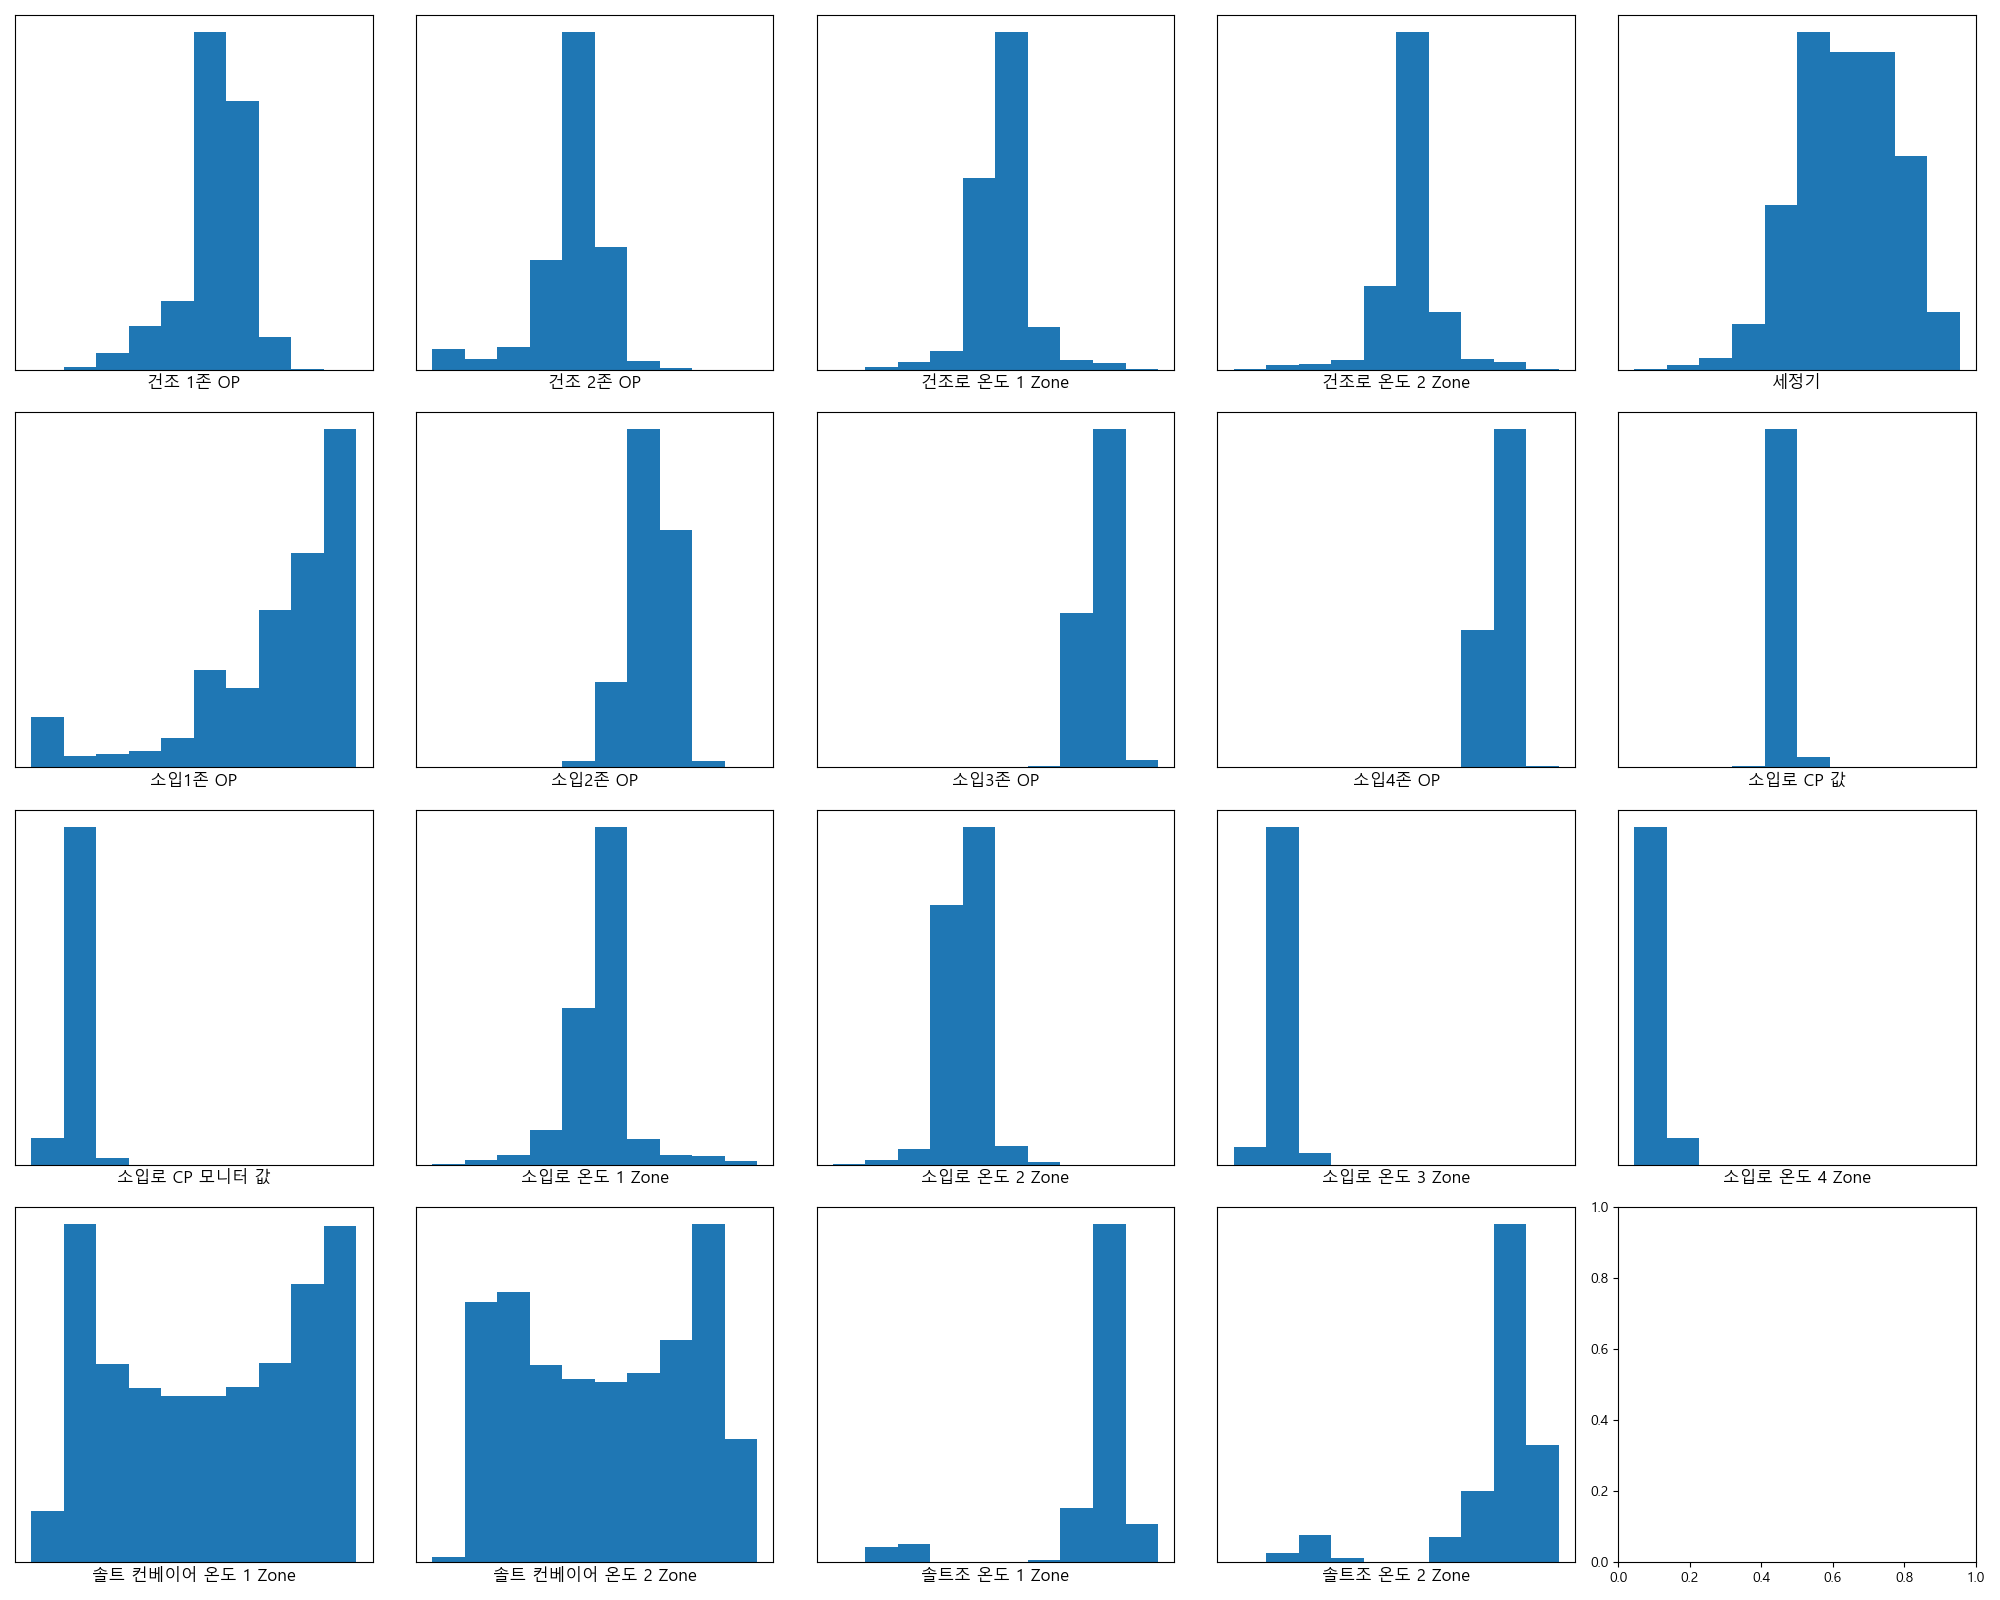 건조 1존 OP
건조 2존 OP
건조로 온도 1 Zone
건조로 온도 2 Zone
세정기
소입1존 OP
소입2존 OP
소입3존 OP
소입4존 OP
소입로 CP 값
소입로 CP 모니터 값
소입로 온도 1 Zone
소입로 온도 2 Zone
소입로 온도 3 Zone
소입로 온도 4 Zone
1.0
0.8
0.6
0.4
0.2
0.0
0.0 0.2 0.4 0.6 0.8 1.0
솔트 컨베이어 온도 1 Zone
솔트 컨베이어 온도 2 Zone
솔트조 온도 1 Zone
솔트조 온도 2 Zone